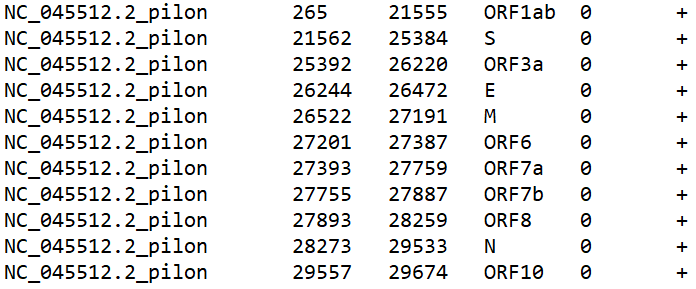 NC_045512.2_pilon 265 21555 ORF1ab 0 +
NC_045512.2_pilon 21562 25384 S 0 +
NC_045512.2_pilon 25392 26220 ORF3a 0 +
NC_045512.2_pilon 26244 26472 E 0 +
NC_045512.2_pilon 26522 27191 M 0 +
NC_045512.2_pilon 27201 27387 ORF6 0 +
NC_045512.2_pilon 27393 27759 ORF7a 0 +
NC_045512.2_pilon 27755 27887 ORF7b 0 +
NC_045512.2_pilon 27893 28259 ORF8 0 +
NC_045512.2_pilon 28273 29533 N 0 +
NC_045512.2_pilon 29557 29674 ORF10 0 +